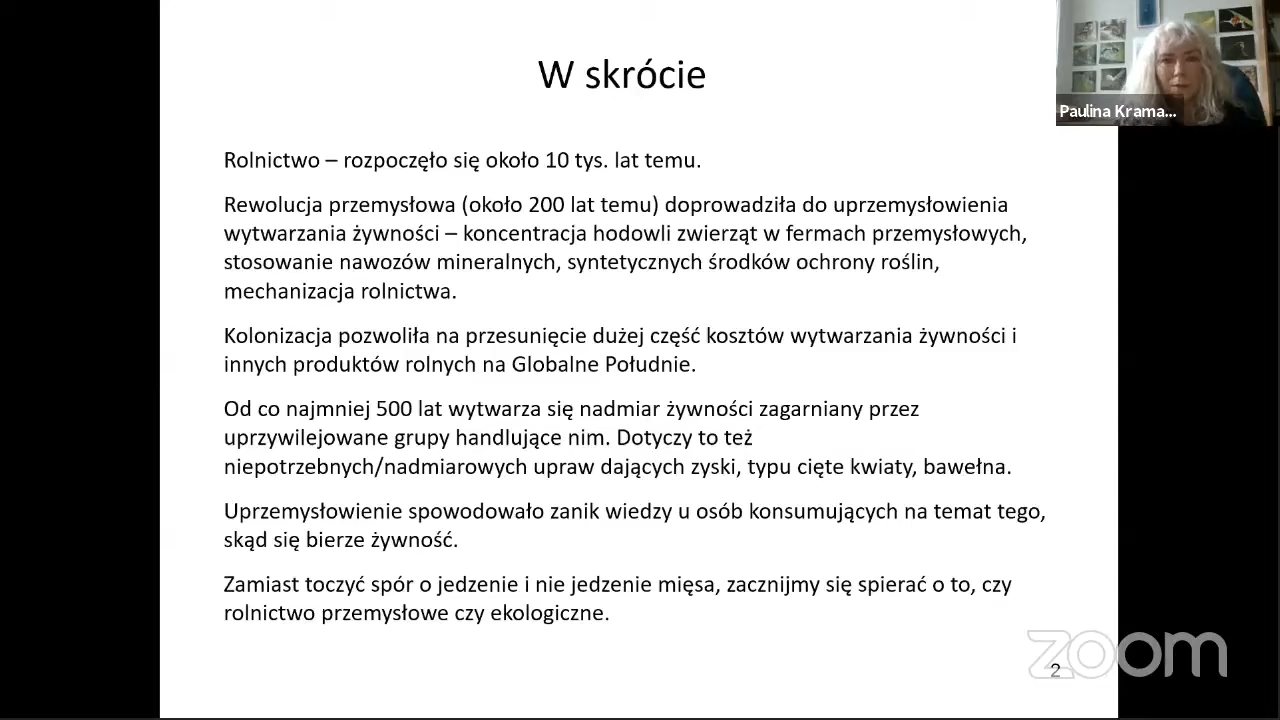 W skrócie
Paulina Krama...
Rolnictwo – rozpoczęło się około 10 tys. lat temu.
Rewolucja przemysłowa (około 200 lat temu) doprowadziła do uprzemysłowienia
wytwarzania żywności – koncentracja hodowli zwierząt w fermach przemysłowych,
stosowanie nawozów mineralnych, syntetycznych środków ochrony roślin,
mechanizacja rolnictwa.
Kolonizacja pozwoliła na przesunięcie dużej część kosztów wytwarzania żywności i
innych produktów rolnych na Globalne Południe.
Od co najmniej 500 lat wytwarza się nadmiar żywności zagarniany przez
uprzywilejowane grupy handlujące nim. Dotyczy to też
niepotrzebnych/nadmiarowych upraw dających zyski, typu cięte kwiaty, bawełna.
Uprzemysłowienie spowodowało zanik wiedzy u osób konsumujących na temat tego,
skąd się bierze żywność.
Zamiast toczyć spór o jedzenie i nie jedzenie mięsa, zacznijmy się spierać o to, czy
rolnictwo przemysłowe czy ekologiczne.
zoom
2